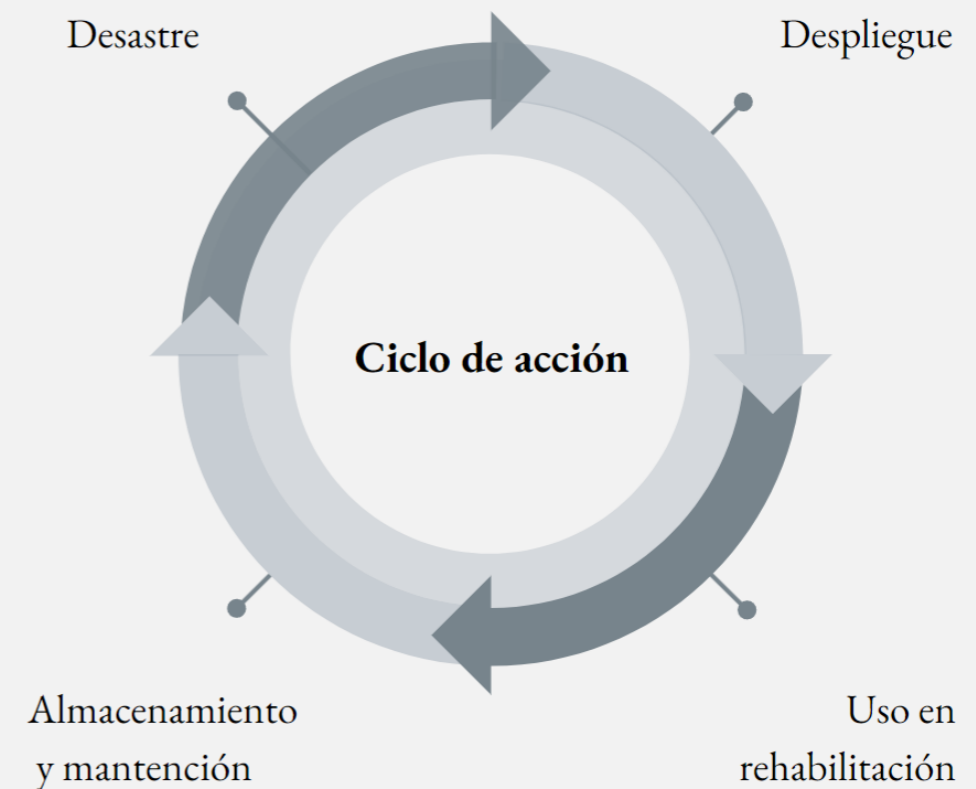 Desastre
Despliegue
Ciclo de acción
Almacenamiento
y mantención
Uso en
rehabilitación